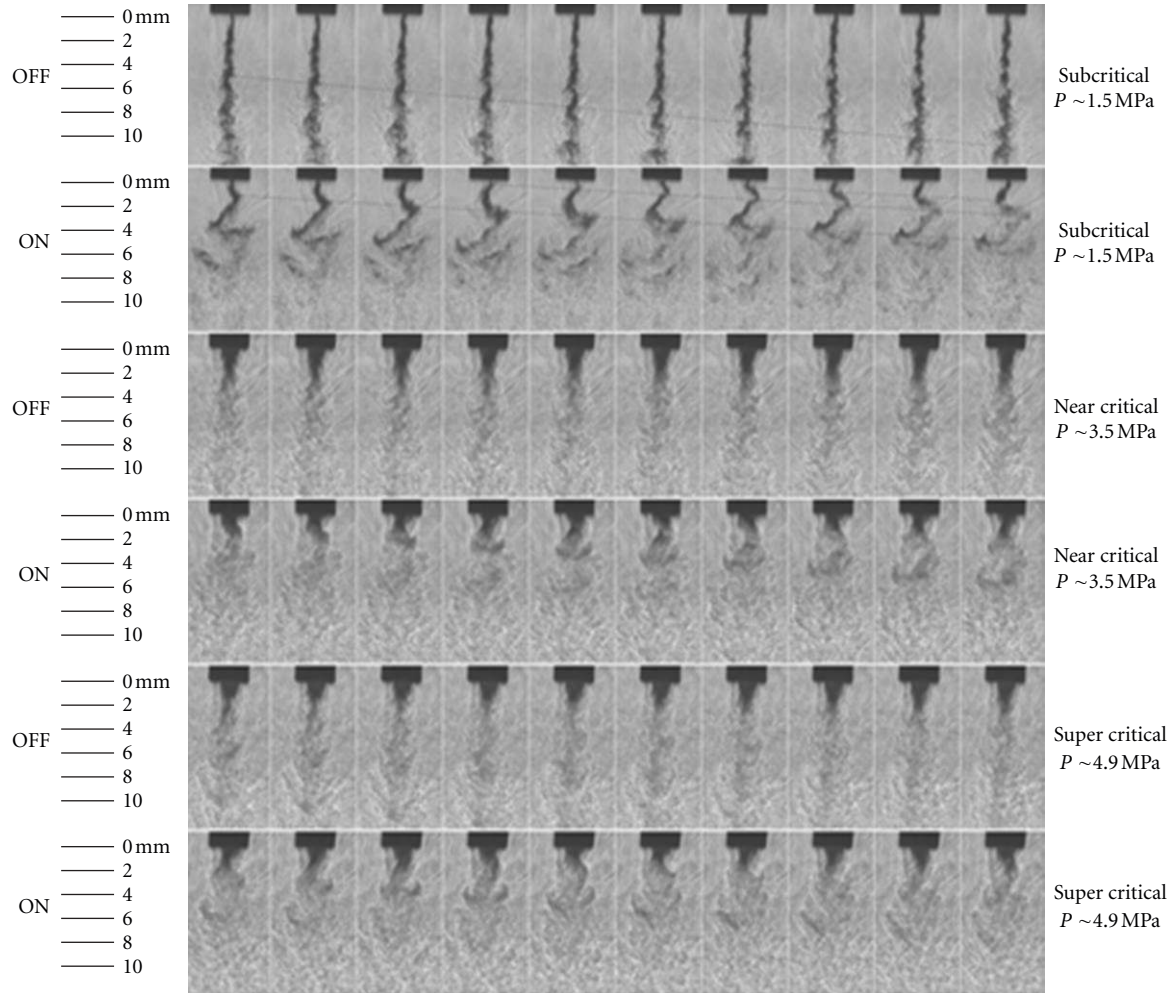 0 mm
2
4
OFF
6
8
10
Subcritical
P ~1.5 MPa
0 mm
2
4
ON
6
8
10
Subcritical
P ~1.5 MPa
0 mm
2
4
OFF
6
8
10
Near critical
P ~3.5 MPa
0 mm
2
4
ON
6
8
10
Near critical
P ~3.5 MPa
0 mm
2
4
OFF
6
8
10
Super critical
P ~4.9 MPa
0 mm
2
4
ON
6
8
10
Super critical
P ~4.9 MPa